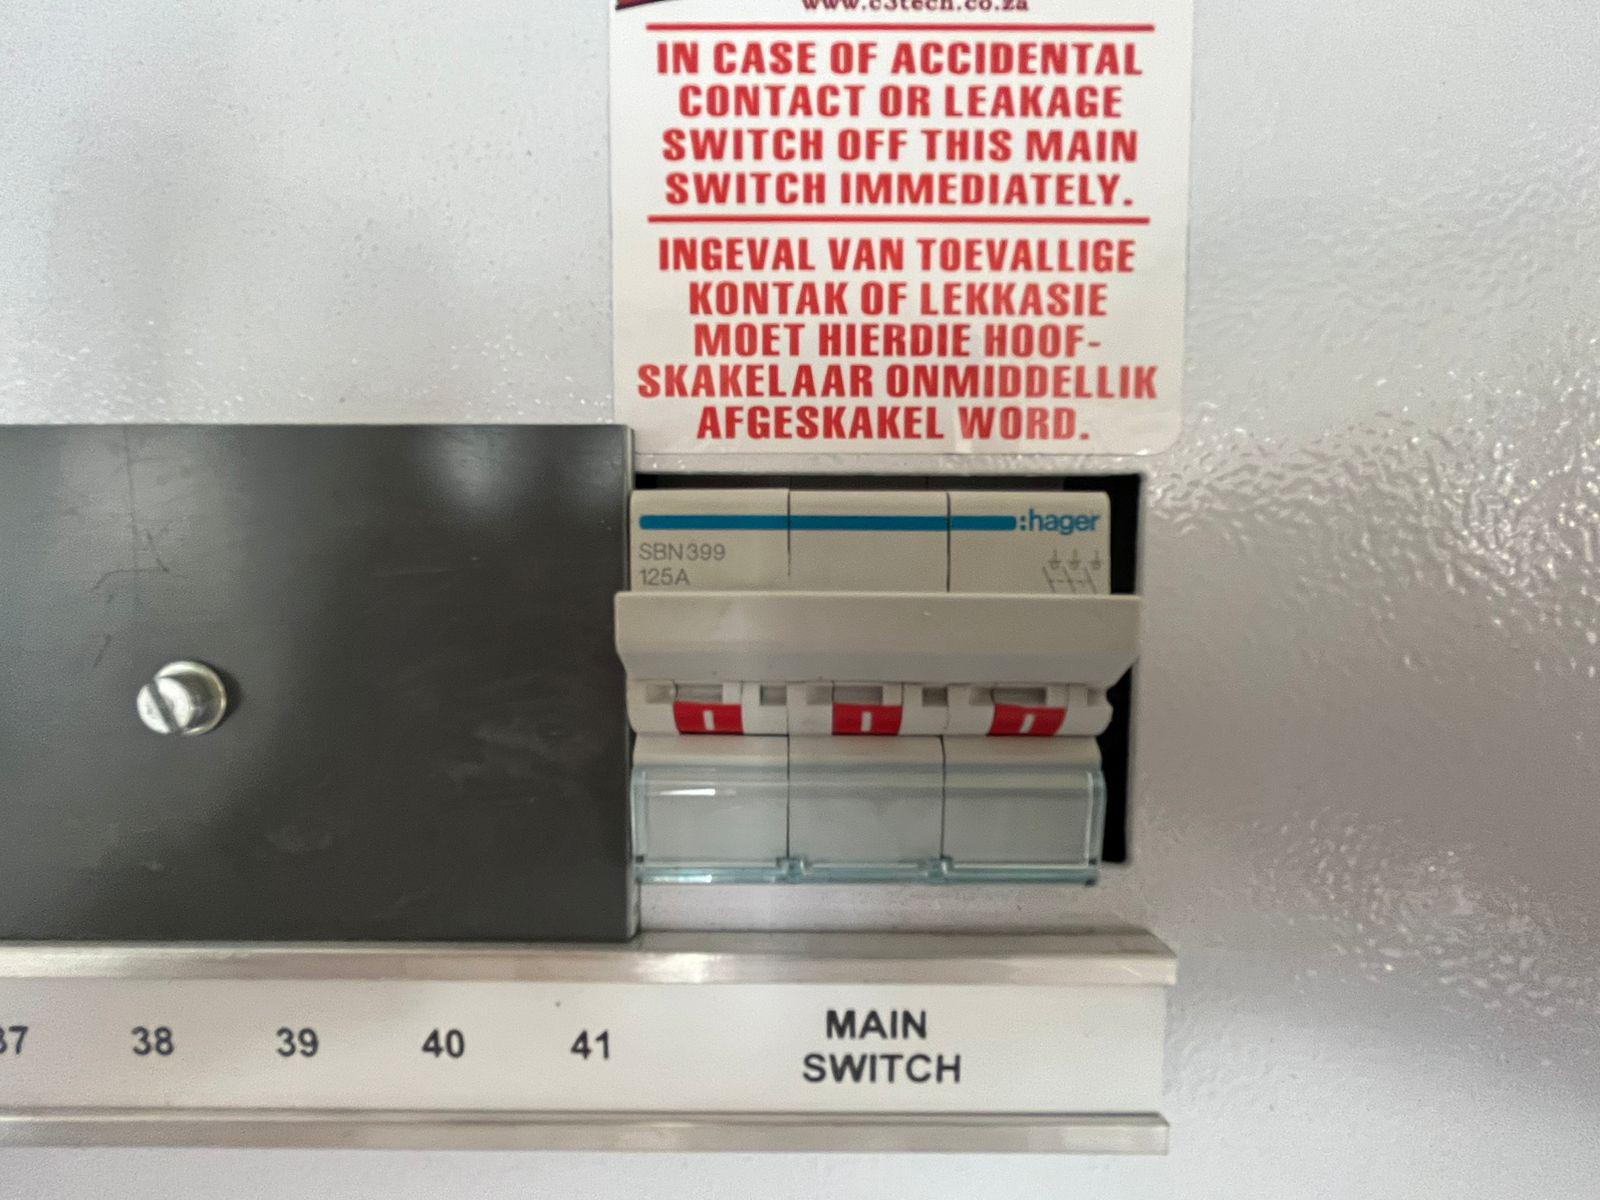 www.c3tech.co.za
IN CASE OF ACCIDENTAL
CONTACT OR LEAKAGE
SWITCH OFF THIS MAIN
SWITCH IMMEDIATELY.
INGEVAL VAN TOEVALLIGE
KONTAK OF LEKKASIE
MOET HIERDIE HOOF-
SKAKELAAR ONMIDDELLIK
AFGESKAKEL WORD.
:hager
SBN399
125A
I I I
37 38 39 40 41
MAIN
SWITCH